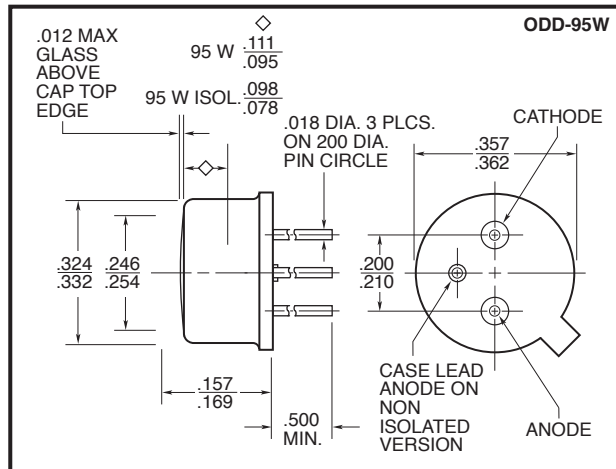 ODD-95W
.012 MAX
GLASS
ABOVE
CAP TOP
EDGE
95 W .111
.095
95 W ISOL. .098
.078
.018 DIA. 3 PLCS.
ON 200 DIA.
PIN CIRCLE
CATHODE
.357
.362
.324
.332
.246
.254
.200
.210
.157
.169
.500
MIN.
CASE LEAD
ANODE ON
NON
ISOLATED
VERSION
ANODE